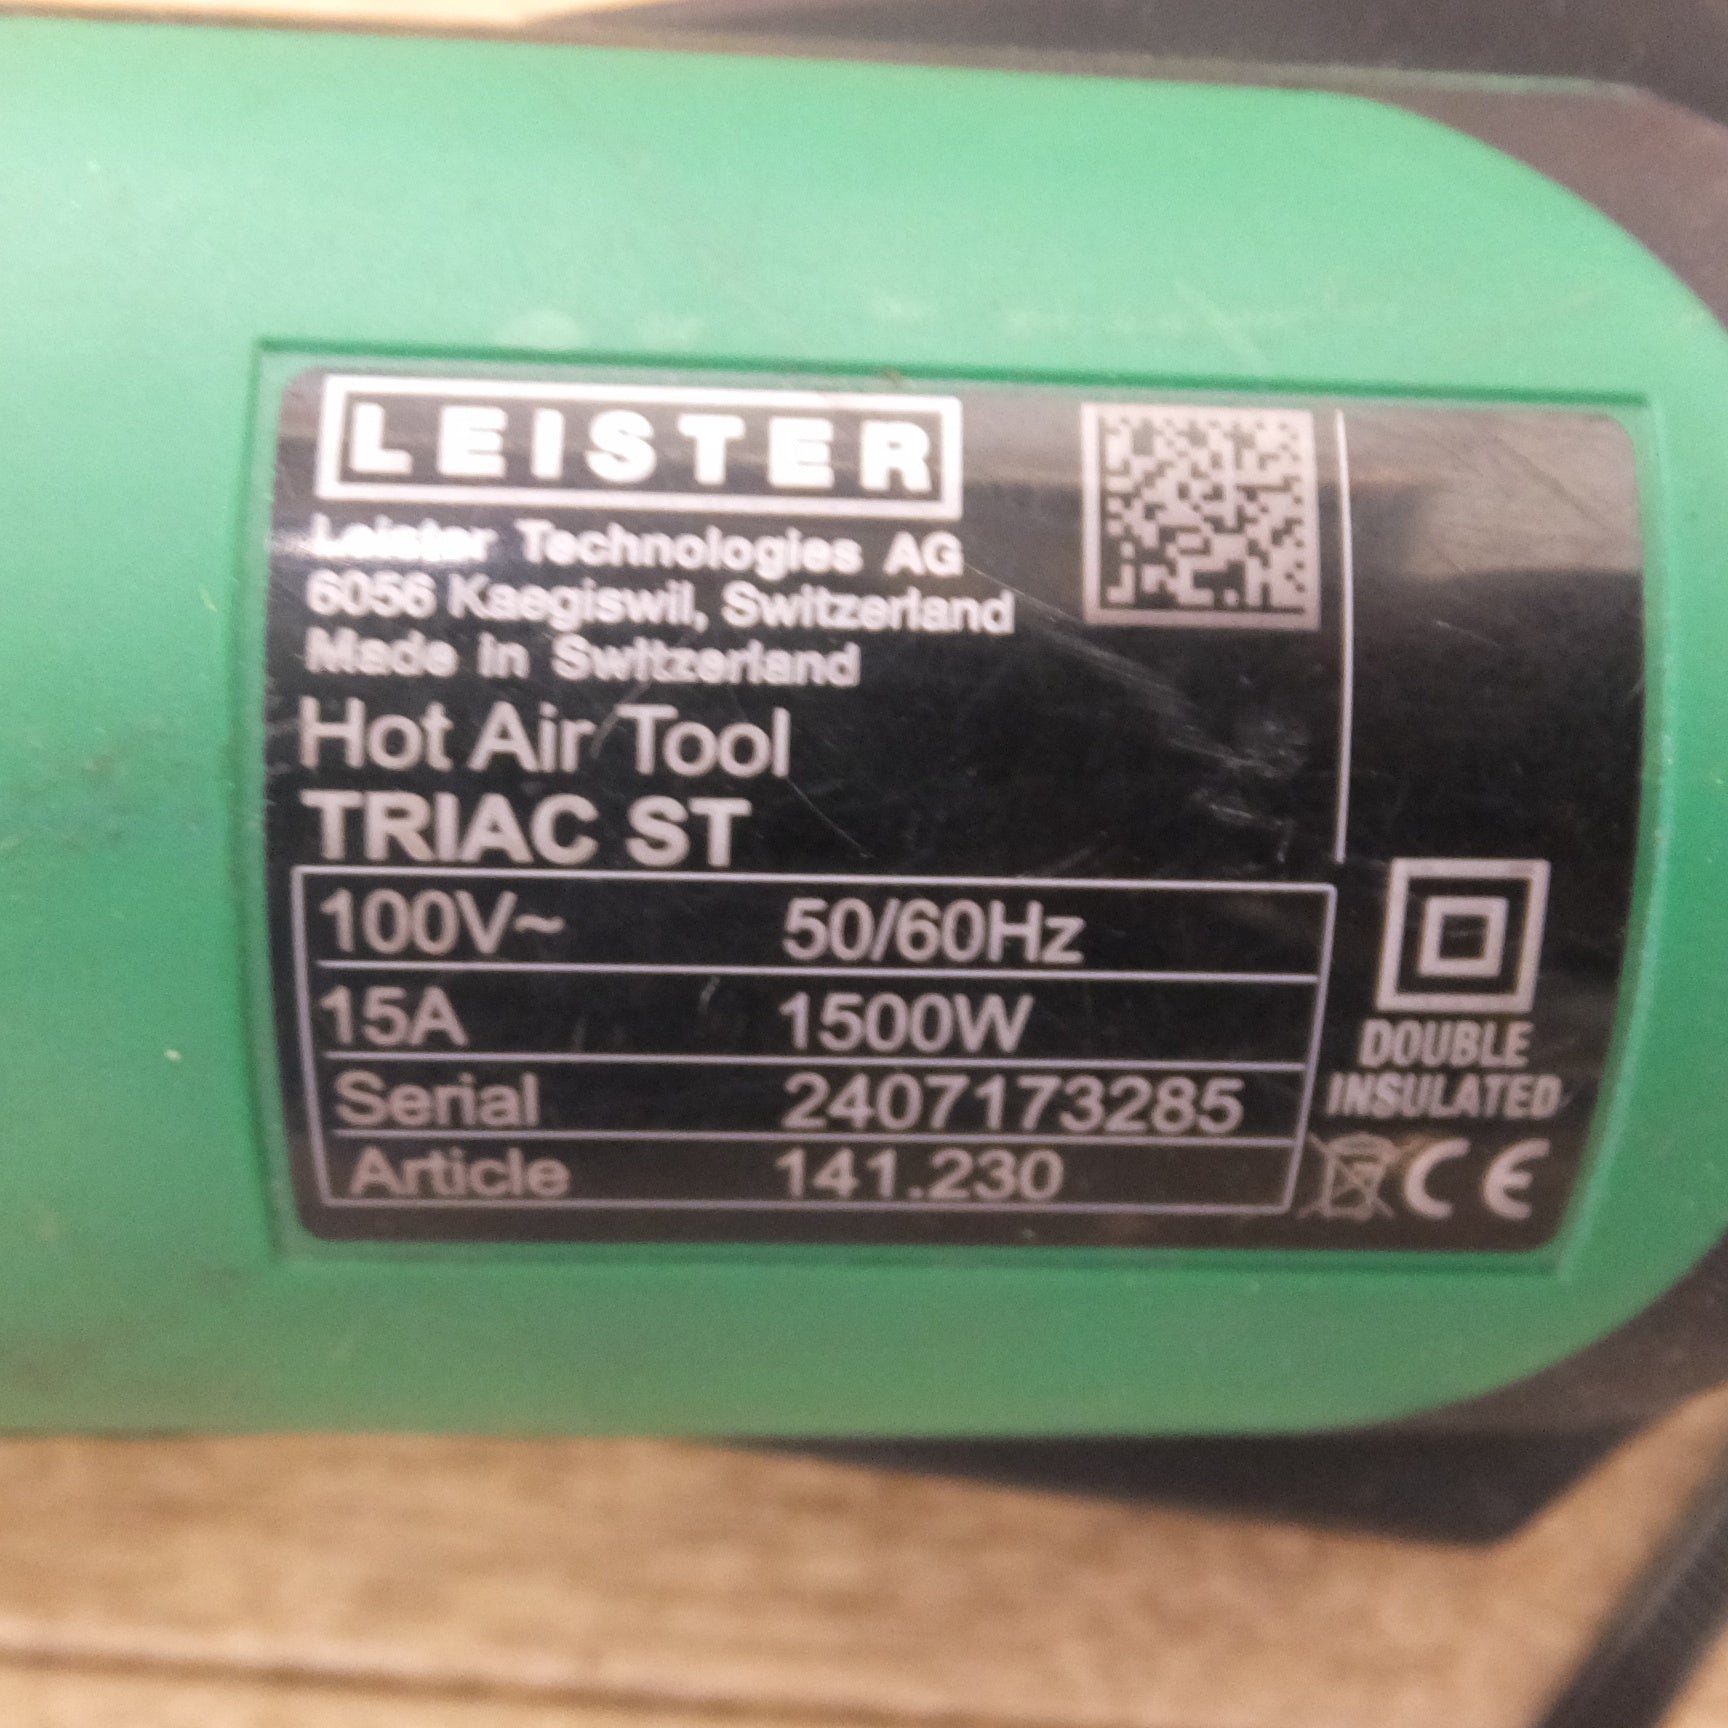 LEISTER
Leister Technologies AG
6056 Kaegiswil, Switzerland
Made in Switzerland
Hot Air Tool
TRIAC ST
100V~ 50/60Hz
15A 1500W
Serial 2407173285
Article 141.230
DOUBLE
INSULATED
CE